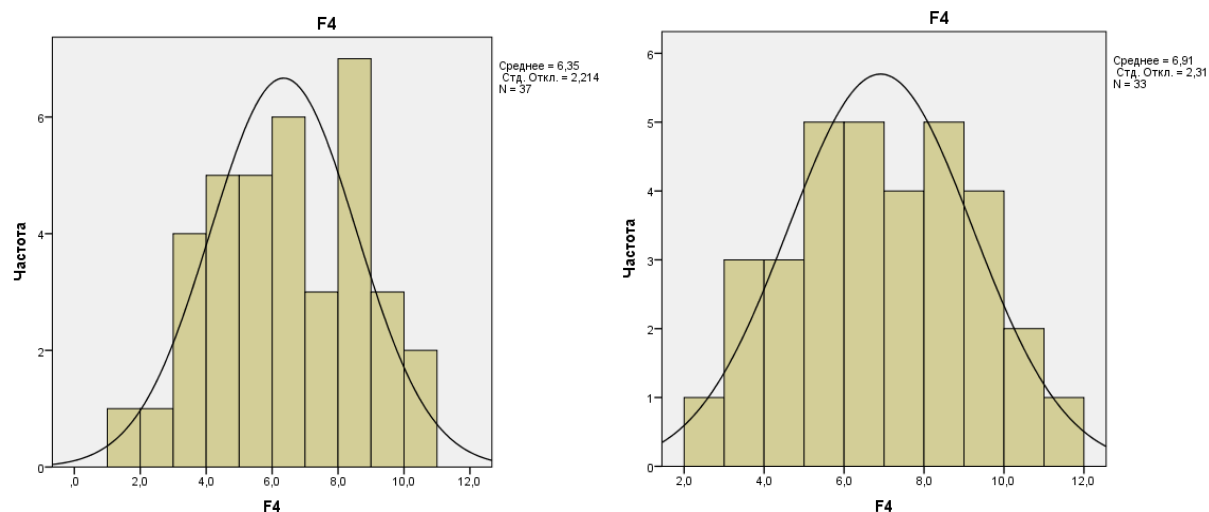 F4
Среднее = 6,35
Стд. Откл. = 2,214
N = 37
Частота
6
4
2
0
,0 2,0 4,0 6,0 8,0 10,0 12,0
F4
F4
Среднее = 6,91
Стд. Откл. = 2,31
N = 33
Частота
6
5
4
3
2
1
0
2,0 4,0 6,0 8,0 10,0 12,0
F4